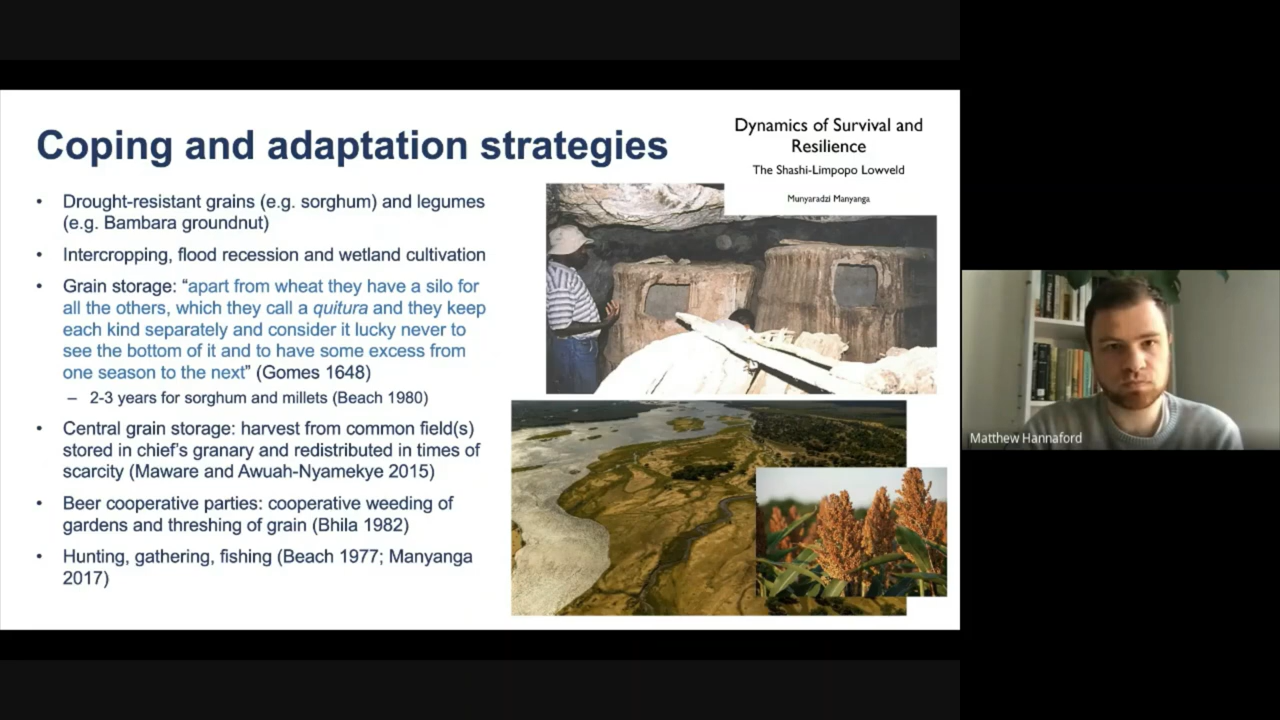 Coping and adaptation strategies
Dynamics of Survival and
Resilience
The Shashi-Limpopo Lowveld
Munyaradzi Manyanga
• Drought-resistant grains (e.g. sorghum) and legumes
(e.g. Bambara groundnut)
• Intercropping, flood recession and wetland cultivation
• Grain storage: “apart from wheat they have a silo for
all the others, which they call a quitura and they keep
each kind separately and consider it lucky never to
see the bottom of it and to have some excess from
one season to the next” (Gomes 1648)
– 2-3 years for sorghum and millets (Beach 1980)
• Central grain storage: harvest from common field(s)
stored in chief’s granary and redistributed in times of
scarcity (Maware and Awuah-Nyamekye 2015)
• Beer cooperative parties: cooperative weeding of
gardens and threshing of grain (Bhila 1982)
• Hunting, gathering, fishing (Beach 1977; Manyanga
2017)
Matthew Hannaford